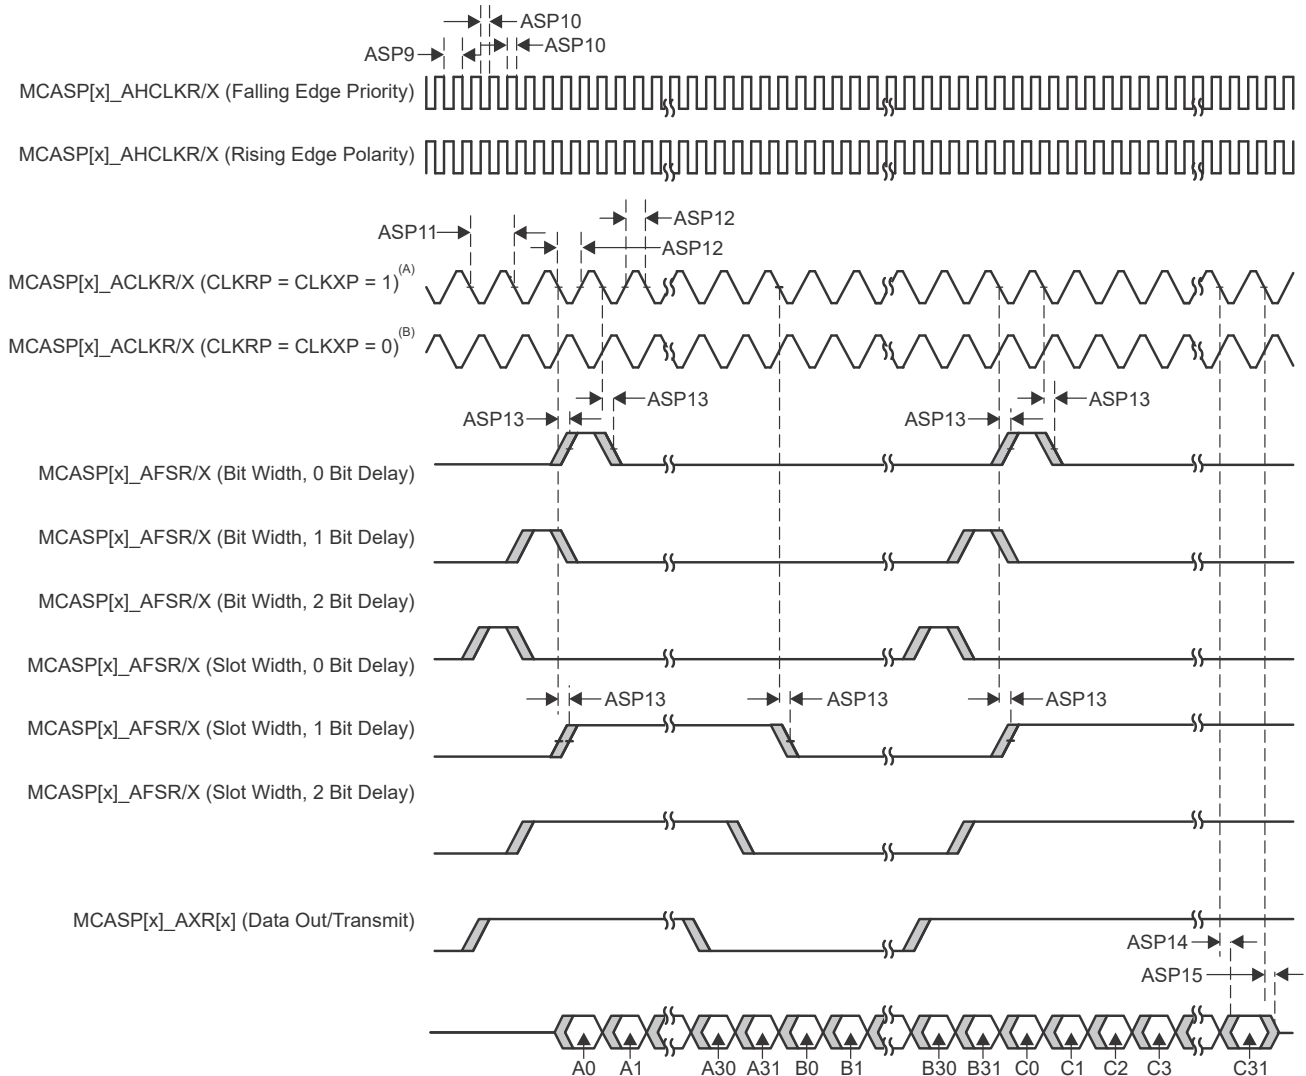 ASP10
ASP9 ASP10
MCASP[x]_AHCLKR/X (Falling Edge Priority)
MCASP[x]_AHCLKR/X (Rising Edge Polarity)
ASP12
ASP11 ASP12
MCASP[x]_ACLKR/X (CLKRP = CLKXP = 1)(A)
MCASP[x]_ACLKR/X (CLKRP = CLKXP = 0)(B)
ASP13 ASP13
ASP13 ASP13
MCASP[x]_AFSR/X (Bit Width, 0 Bit Delay)
MCASP[x]_AFSR/X (Bit Width, 1 Bit Delay)
MCASP[x]_AFSR/X (Bit Width, 2 Bit Delay)
MCASP[x]_AFSR/X (Slot Width, 0 Bit Delay)
ASP13 ASP13 ASP13
MCASP[x]_AFSR/X (Slot Width, 1 Bit Delay)
MCASP[x]_AFSR/X (Slot Width, 2 Bit Delay)
MCASP[x]_AXR[x] (Data Out/Transmit)
ASP14
ASP15
A0 A1 A30 A31 B0 B1 B30 B31 C0 C1 C2 C3 C31